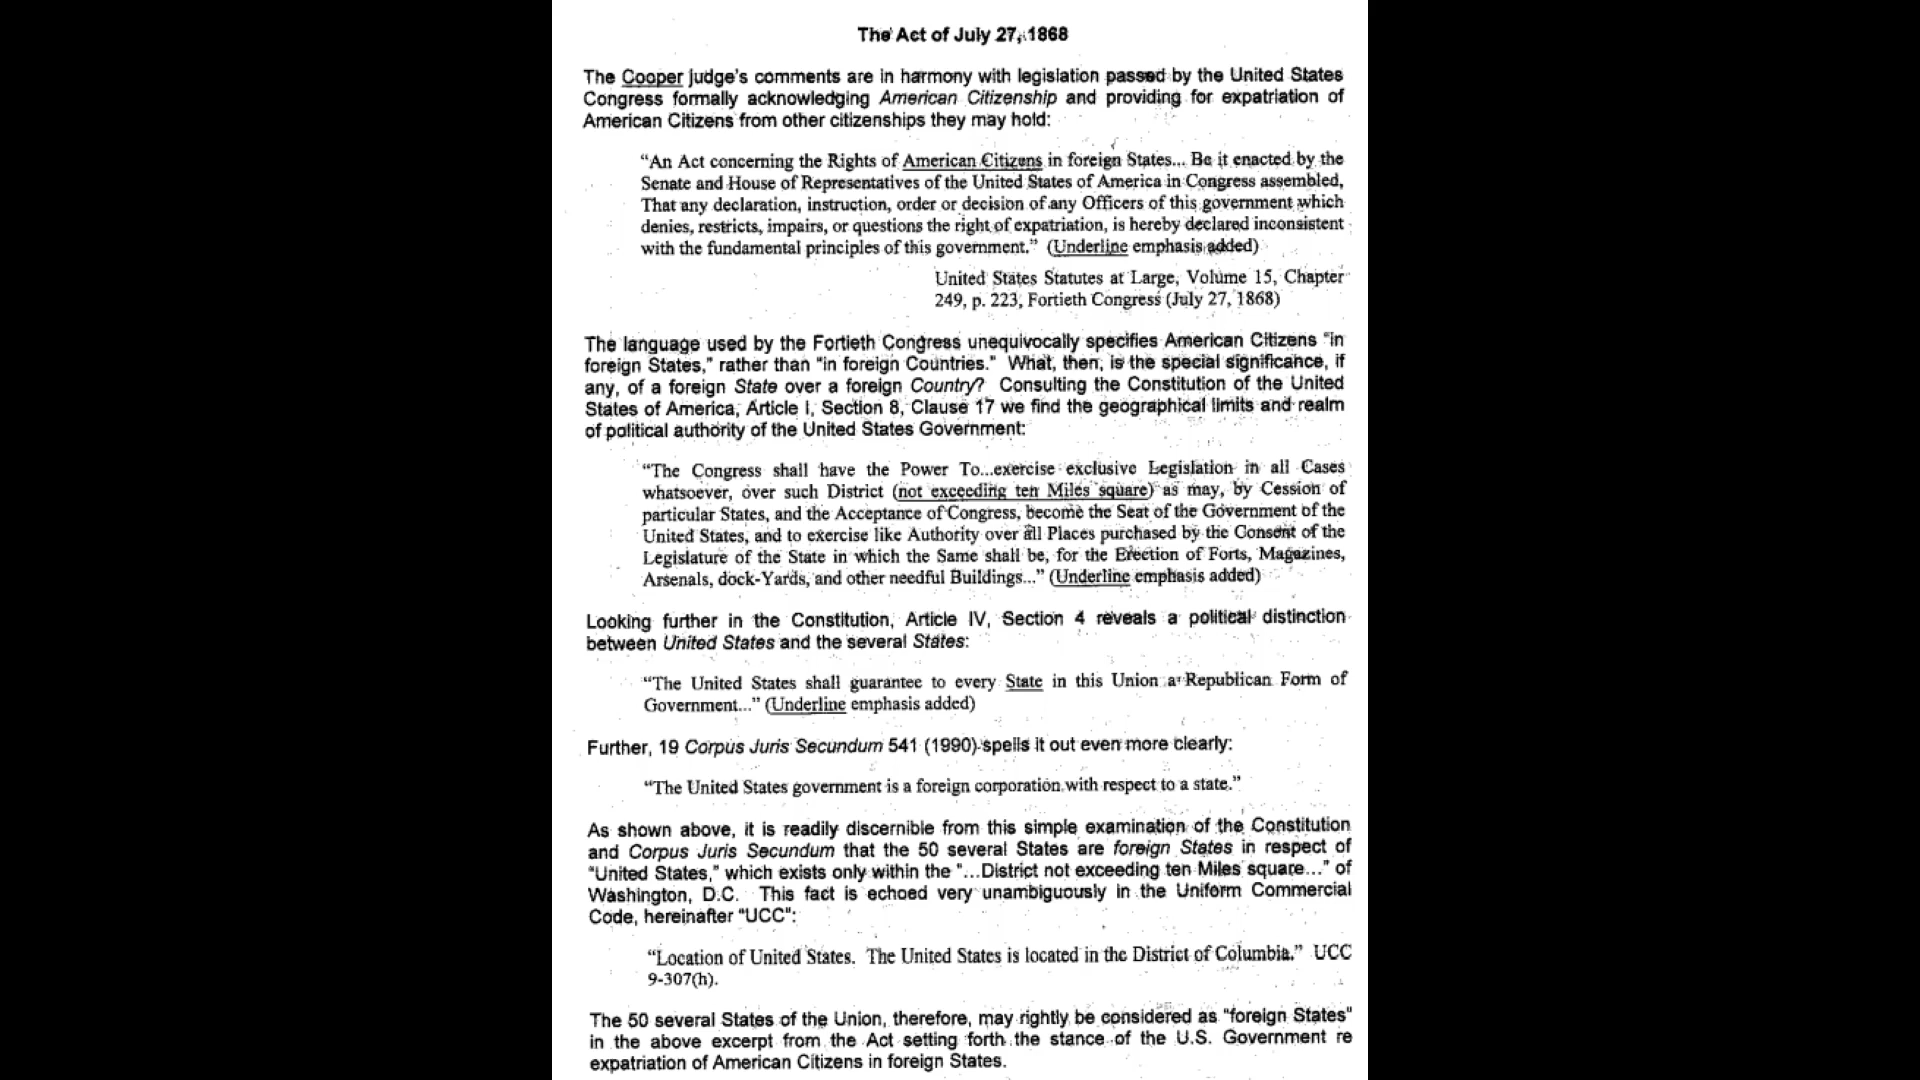 The Act of July 27, 1868
The Cooper judge's comments are in harmony with legislation passed by the United States
Congress formally acknowledging American Citizenship and providing for expatriation of
American Citizens from other citizenships they may hold:
“An Act concerning the Rights of American Citizens in foreign States... Be it enacted by the
Senate and House of Representatives of the United States of America in Congress assembled,
That any declaration, instruction, order or decision of any Officers of this government which
denies, restricts, impairs, or questions the right of expatriation, is hereby declared inconsistent
with the fundamental principles of this government.” (Underline emphasis added)
United States Statutes at Large, Volume 15, Chapter
249, p. 223, Fortieth Congress (July 27, 1868)
The language used by the Fortieth Congress unequivocally specifies American Citizens “in
foreign States,” rather than “in foreign Countries.” What, then, is the special significance, if
any, of a foreign State over a foreign Country? Consulting the Constitution of the United
States of America, Article I, Section 8, Clause 17 we find the geographical limits and realm
of political authority of the United States Government:
“The Congress shall have the Power To...exercise exclusive Legislation in all Cases
whatsoever, over such District (not exceeding ten Miles square) as may, by Cession of
particular States, and the Acceptance of Congress, become the Seat of the Government of the
United States, and to exercise like Authority over all Places purchased by the Consent of the
Legislature of the State in which the Same shall be, for the Erection of Forts, Magazines,
Arsenals, dock-Yards, and other needful Buildings...” (Underline emphasis added)
Looking further in the Constitution, Article IV, Section 4 reveals a political distinction
between United States and the several States:
“The United States shall guarantee to every State in this Union a Republican Form of
Government...” (Underline emphasis added)
Further, 19 Corpus Juris Secundum 541 (1990) spells it out even more clearly:
“The United States government is a foreign corporation with respect to a state.”
As shown above, it is readily discernible from this simple examination of the Constitution
and Corpus Juris Secundum that the 50 several States are foreign States in respect of
“United States,” which exists only within the “...District not exceeding ten Miles square...” of
Washington, D.C. This fact is echoed very unambiguously in the Uniform Commercial
Code, hereinafter “UCC”:
“Location of United States. The United States is located in the District of Columbia.” UCC
9-307(h).
The 50 several States of the Union, therefore, may rightly be considered as “foreign States”
in the above excerpt from the Act setting forth the stance of the U.S. Government re
expatriation of American Citizens in foreign States.